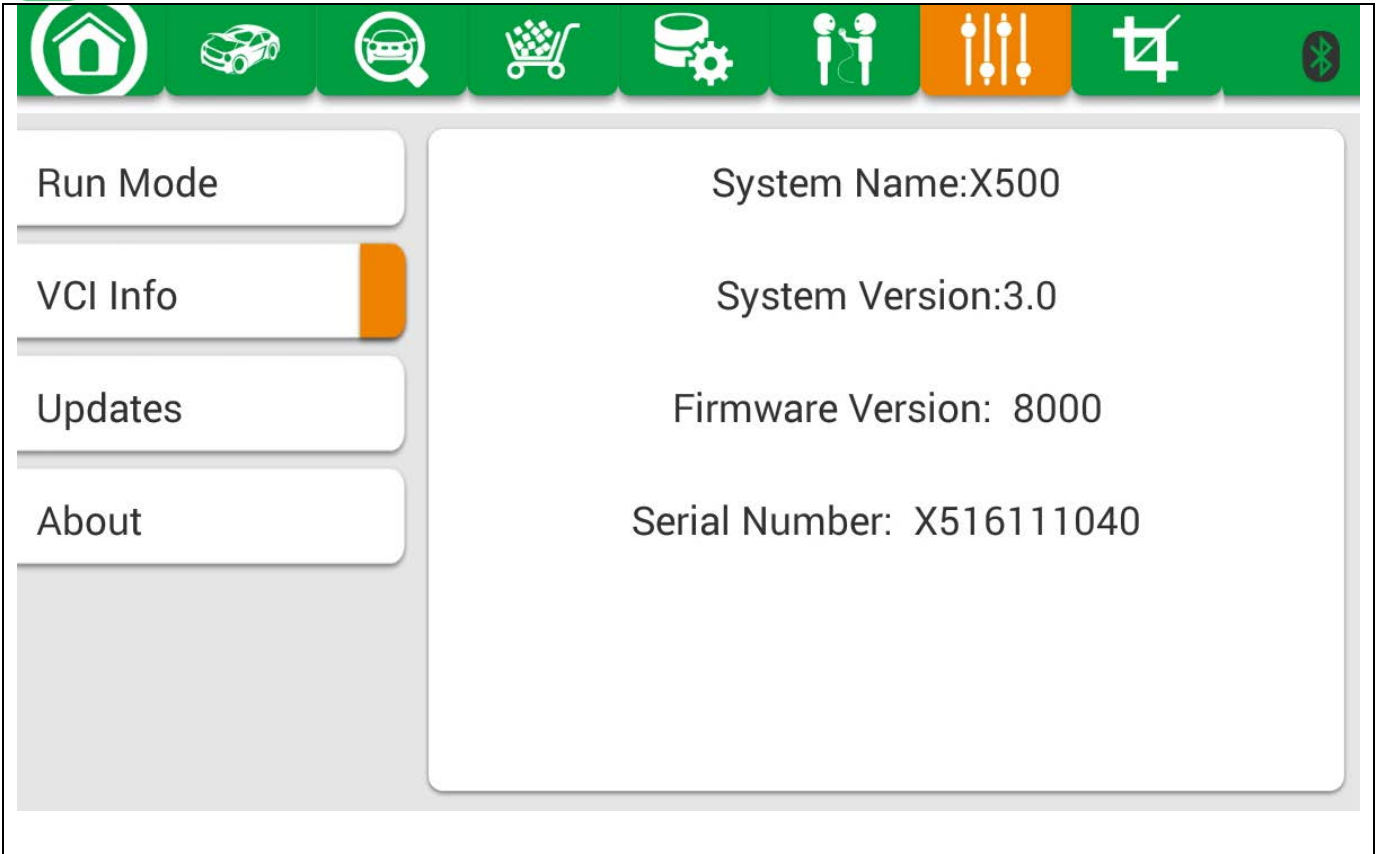 Run Mode
System Name:X500
VCI Info
System Version:3.0
Updates
Firmware Version:  8000
About
Serial Number:  X516111040